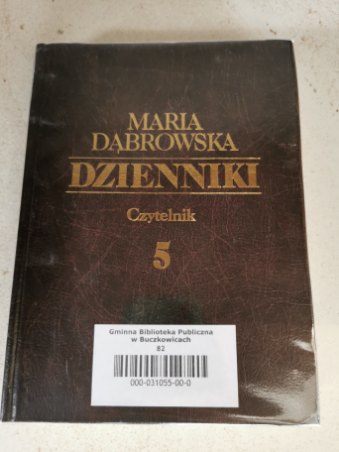 MARIA
DĄBROWSKA
DZIENNIKI
Czytelnik
5
Gminna Biblioteka Publiczna
w Buczkowicach
82
000-031055-00-0